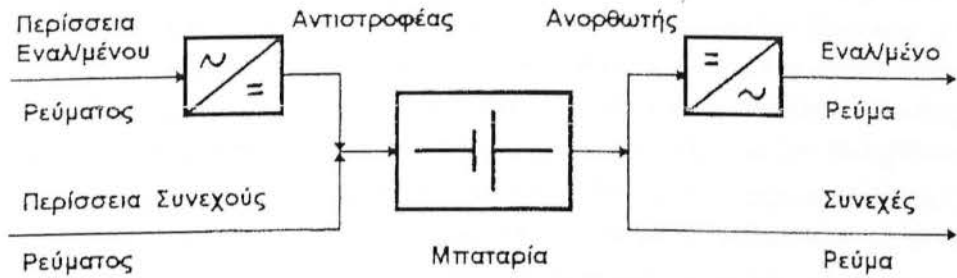 Περίσσεια
Εναλ/μένου
Ρεύματος
Αντιστροφέας
Ανορθωτής
Εναλ/μένο
Ρεύμα
Περίσσεια Συνεχούς
Ρεύματος
Μπαταρία
Συνεχές
Ρεύμα